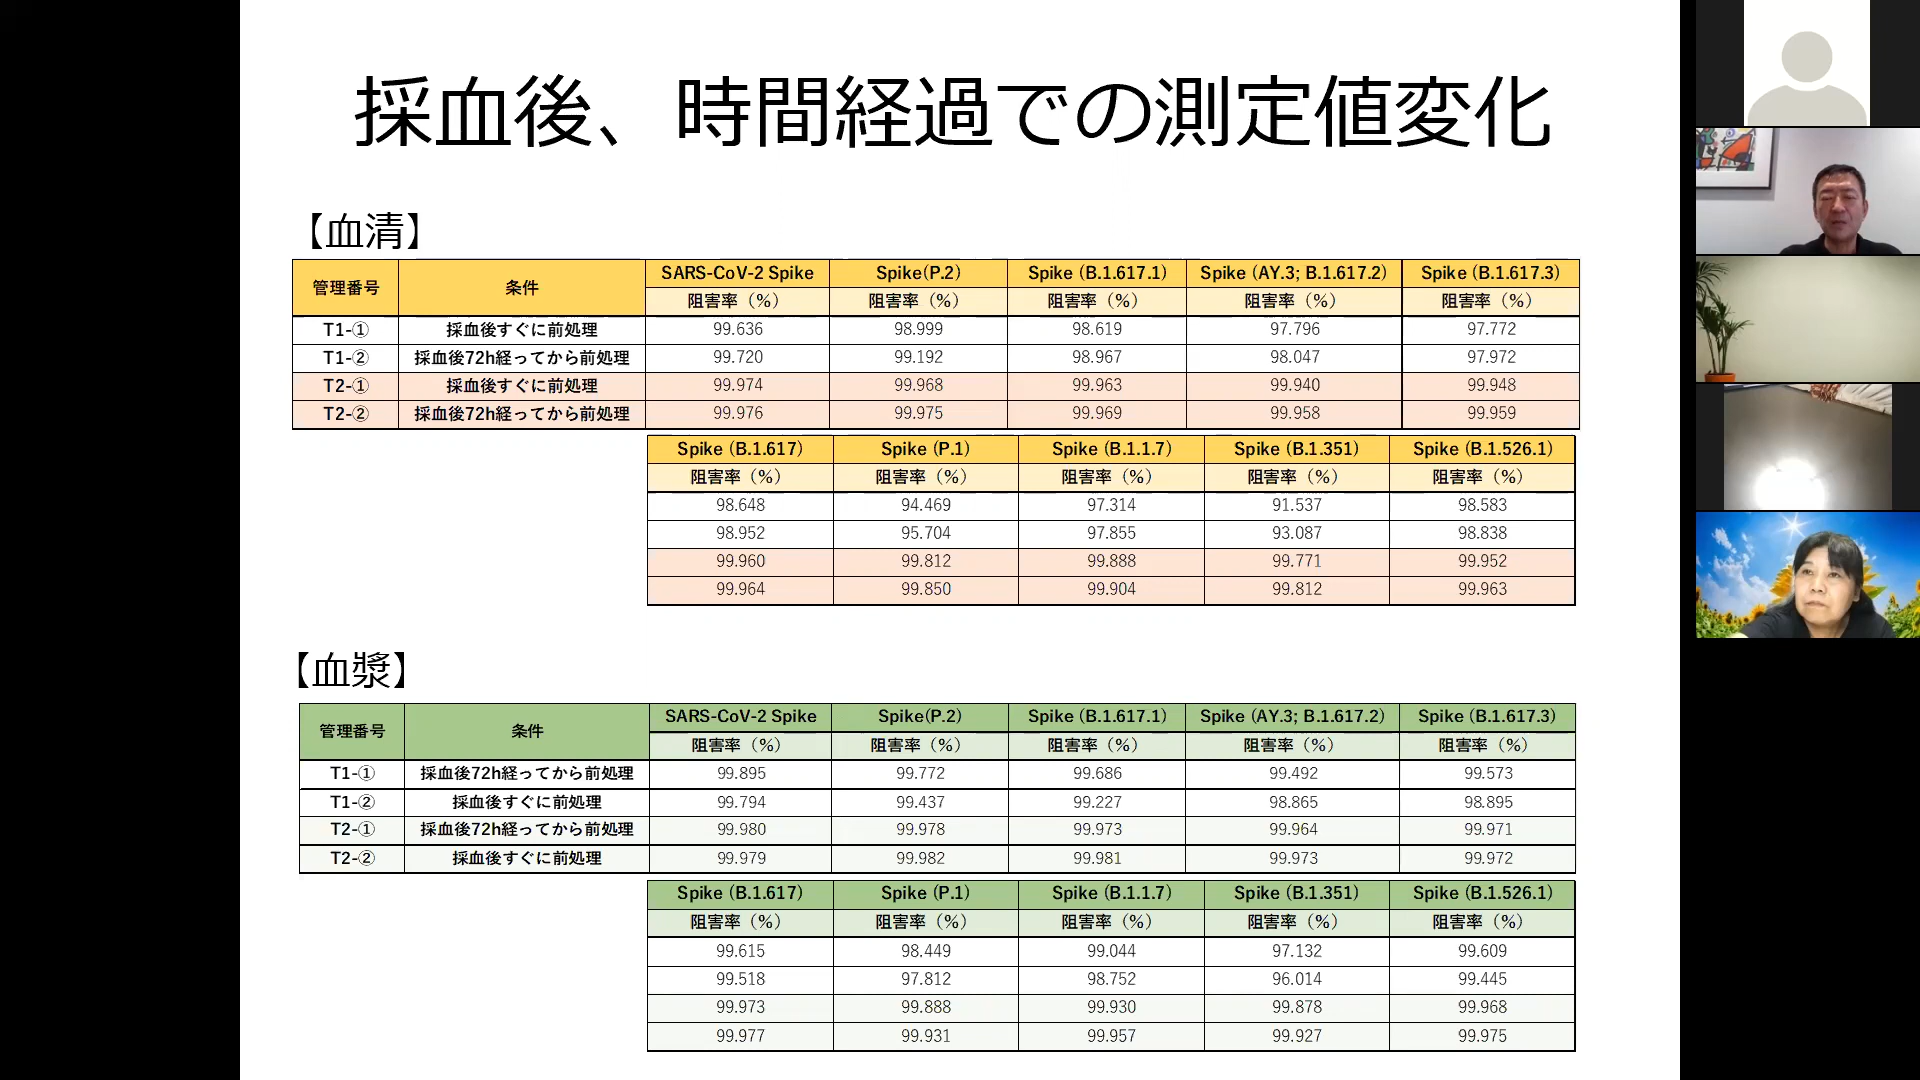 採血後、時間経過での測定値変化
【血清】
管理番号 条件 SARS-CoV-2 Spike Spike(P.2) Spike (B.1.617.1) Spike (AY.3; B.1.617.2) Spike (B.1.617.3)
阻害率（%） 阻害率（%） 阻害率（%） 阻害率（%） 阻害率（%）
T1-① 採血後すぐに前処理 99.636 98.999 98.619 97.796 97.772
T1-② 採血後72h経ってから前処理 99.720 99.192 98.967 98.047 97.972
T2-① 採血後すぐに前処理 99.974 99.968 99.963 99.940 99.948
T2-② 採血後72h経ってから前処理 99.976 99.975 99.969 99.958 99.959
Spike (B.1.617) Spike (P.1) Spike (B.1.1.7) Spike (B.1.351) Spike (B.1.526.1)
阻害率（%） 阻害率（%） 阻害率（%） 阻害率（%） 阻害率（%）
98.648 94.469 97.314 91.537 98.583
98.952 95.704 97.855 93.087 98.838
99.960 99.812 99.888 99.771 99.952
99.964 99.850 99.904 99.812 99.963
【血漿】
管理番号 条件 SARS-CoV-2 Spike Spike(P.2) Spike (B.1.617.1) Spike (AY.3; B.1.617.2) Spike (B.1.617.3)
阻害率（%） 阻害率（%） 阻害率（%） 阻害率（%） 阻害率（%）
T1-① 採血後72h経ってから前処理 99.895 99.772 99.686 99.492 99.573
T1-② 採血後すぐに前処理 99.794 99.437 99.227 98.865 98.895
T2-① 採血後72h経ってから前処理 99.980 99.978 99.973 99.964 99.971
T2-② 採血後すぐに前処理 99.979 99.982 99.981 99.973 99.972
Spike (B.1.617) Spike (P.1) Spike (B.1.1.7) Spike (B.1.351) Spike (B.1.526.1)
阻害率（%） 阻害率（%） 阻害率（%） 阻害率（%） 阻害率（%）
99.615 98.449 99.044 97.132 99.609
99.518 97.812 98.752 96.014 99.445
99.973 99.888 99.930 99.878 99.968
99.977 99.931 99.957 99.927 99.975